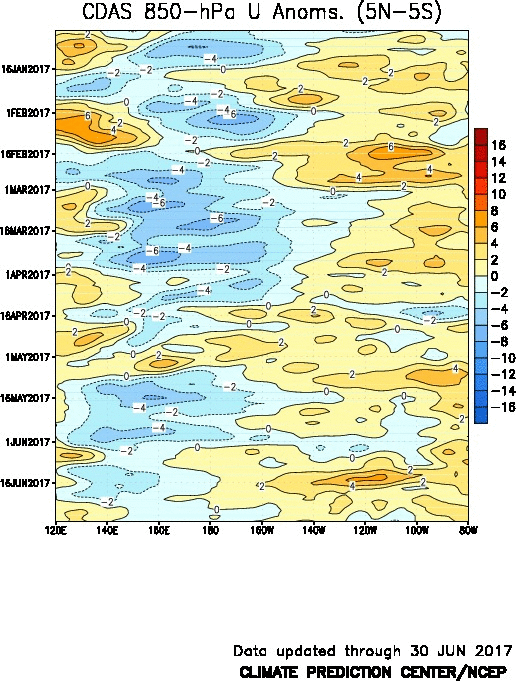 CDAS 850-hPa U Anoms. (5N-5S)
16JAN2017
1FEB2017
16FEB2017
1MAR2017
16MAR2017
1APR2017
16APR2017
1MAY2017
16MAY2017
1JUN2017
16JUN2017
120E 140E 160E 180 160W 140W 120W 100W 80W
16
14
12
10
8
6
4
2
0
-2
-4
-6
-8
-10
-12
-14
-16
Data updated through 30 JUN 2017
CLIMATE PREDICTION CENTER/NCEP